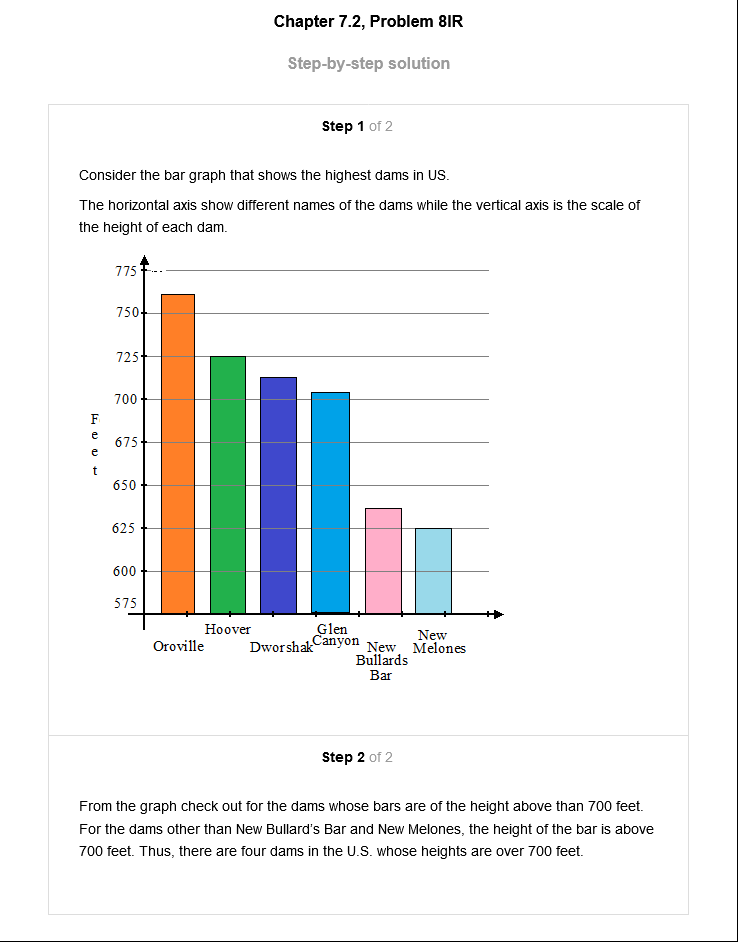 Chapter 7.2, Problem 8IR
Step-by-step solution
Step 1 of 2
Consider the bar graph that shows the highest dams in US.
The horizontal axis show different names of the dams while the vertical axis is the scale of
the height of each dam.
775
750
725
700
675
650
625
600
575
Feet
Oroville
Hoover
Dworshak
Glen
Canyon
New
Bullards
Bar
New
Melones
Step 2 of 2
From the graph check out for the dams whose bars are of the height above than 700 feet.
For the dams other than New Bullard's Bar and New Melones, the height of the bar is above
700 feet. Thus, there are four dams in the U.S. whose heights are over 700 feet.